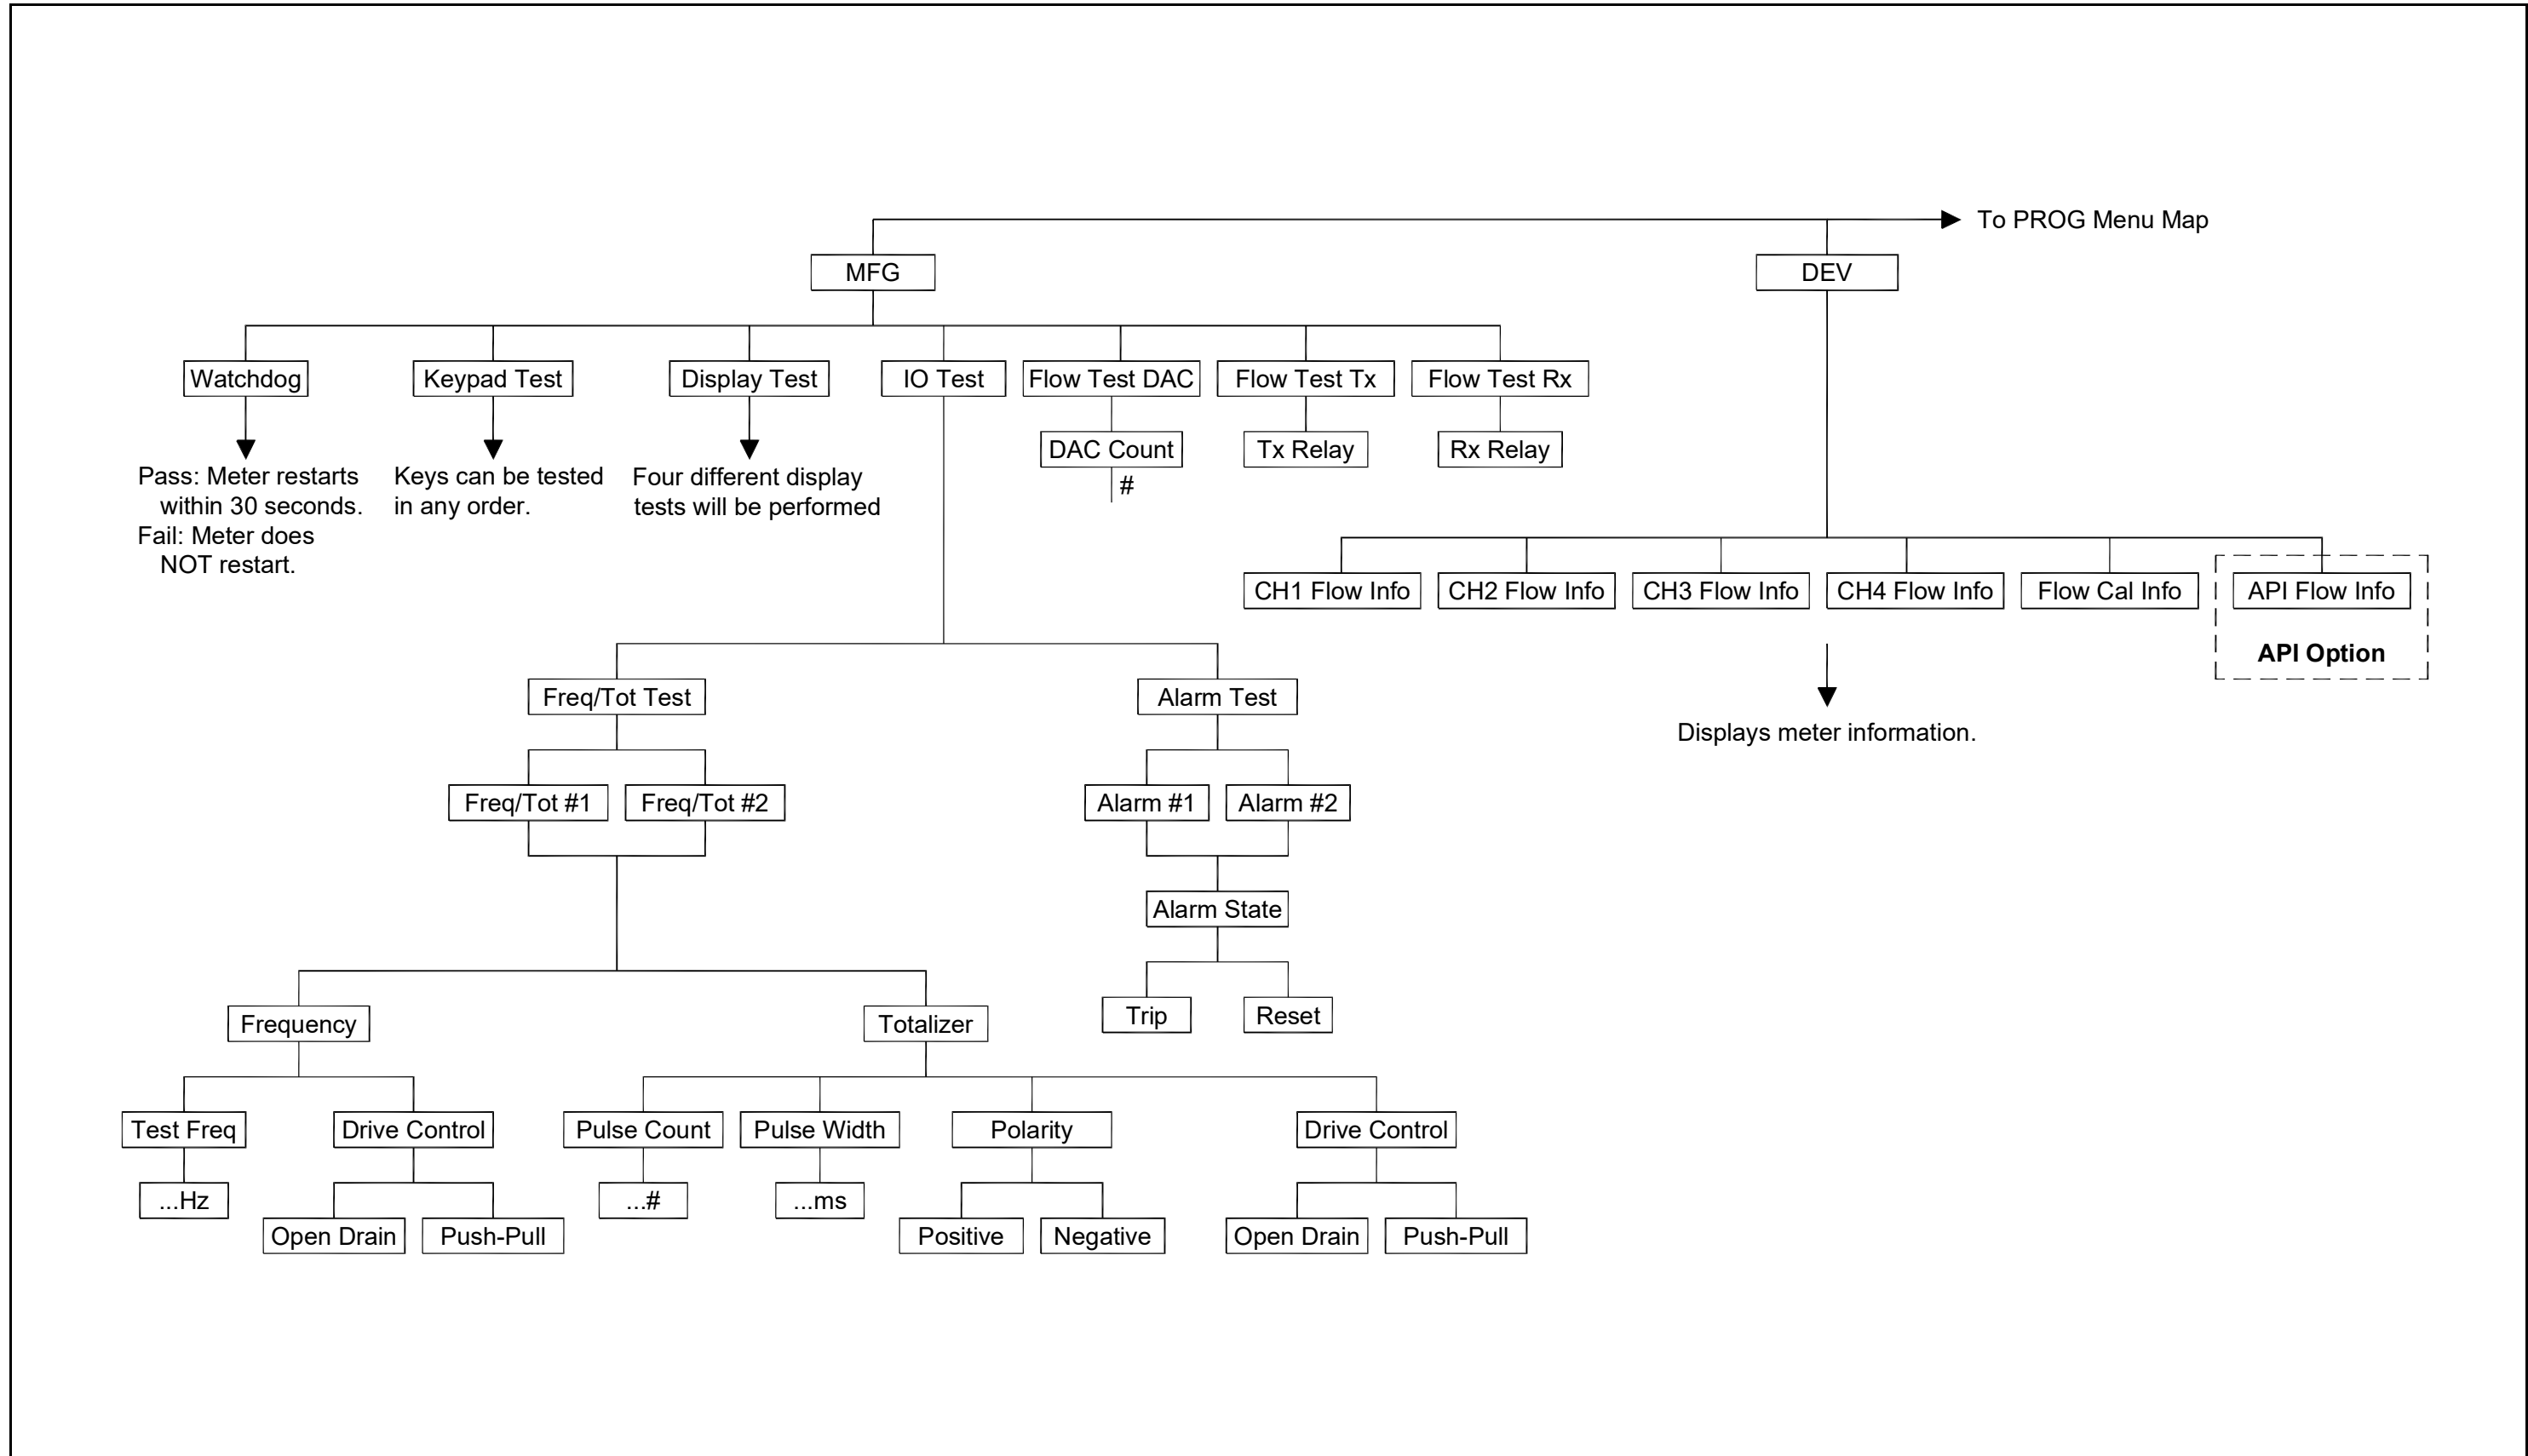 To PROG Menu Map
MFG
DEV
Watchdog
Keypad Test
Display Test
IO Test
Flow Test DAC
Flow Test Tx
Flow Test Rx
DAC Count
Tx Relay
Rx Relay
#
Pass: Meter restarts
within 30 seconds.
Fail: Meter does
NOT restart.
Keys can be tested
in any order.
Four different display
tests will be performed
CH1 Flow Info
CH2 Flow Info
CH3 Flow Info
CH4 Flow Info
Flow Cal Info
API Flow Info
API Option
Displays meter information.
Freq/Tot Test
Alarm Test
Freq/Tot #1
Freq/Tot #2
Alarm #1
Alarm #2
Alarm State
Trip
Reset
Frequency
Totalizer
Test Freq
Drive Control
Pulse Count
Pulse Width
Polarity
Drive Control
...Hz
...#
...ms
Open Drain
Push-Pull
Positive
Negative
Open Drain
Push-Pull